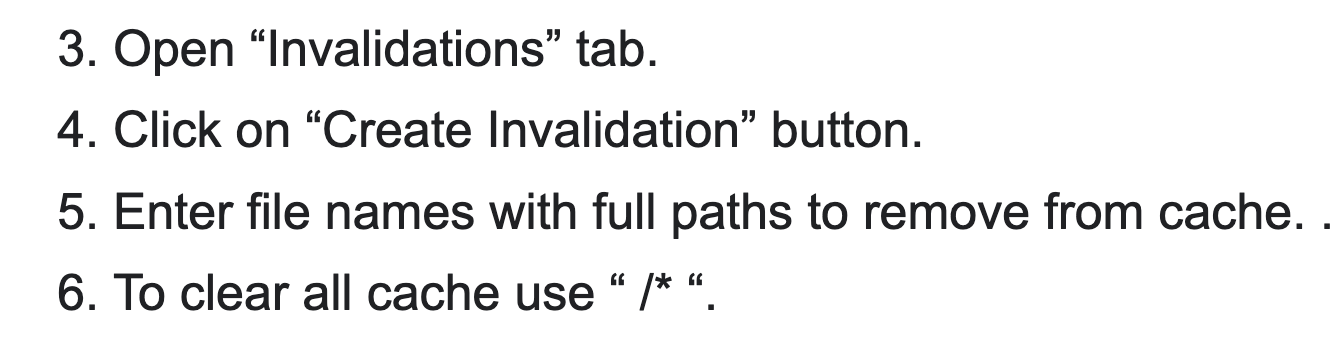 3. Open “Invalidations” tab.
4. Click on “Create Invalidation” button.
5. Enter file names with full paths to remove from cache. .
6. To clear all cache use “ /* “.